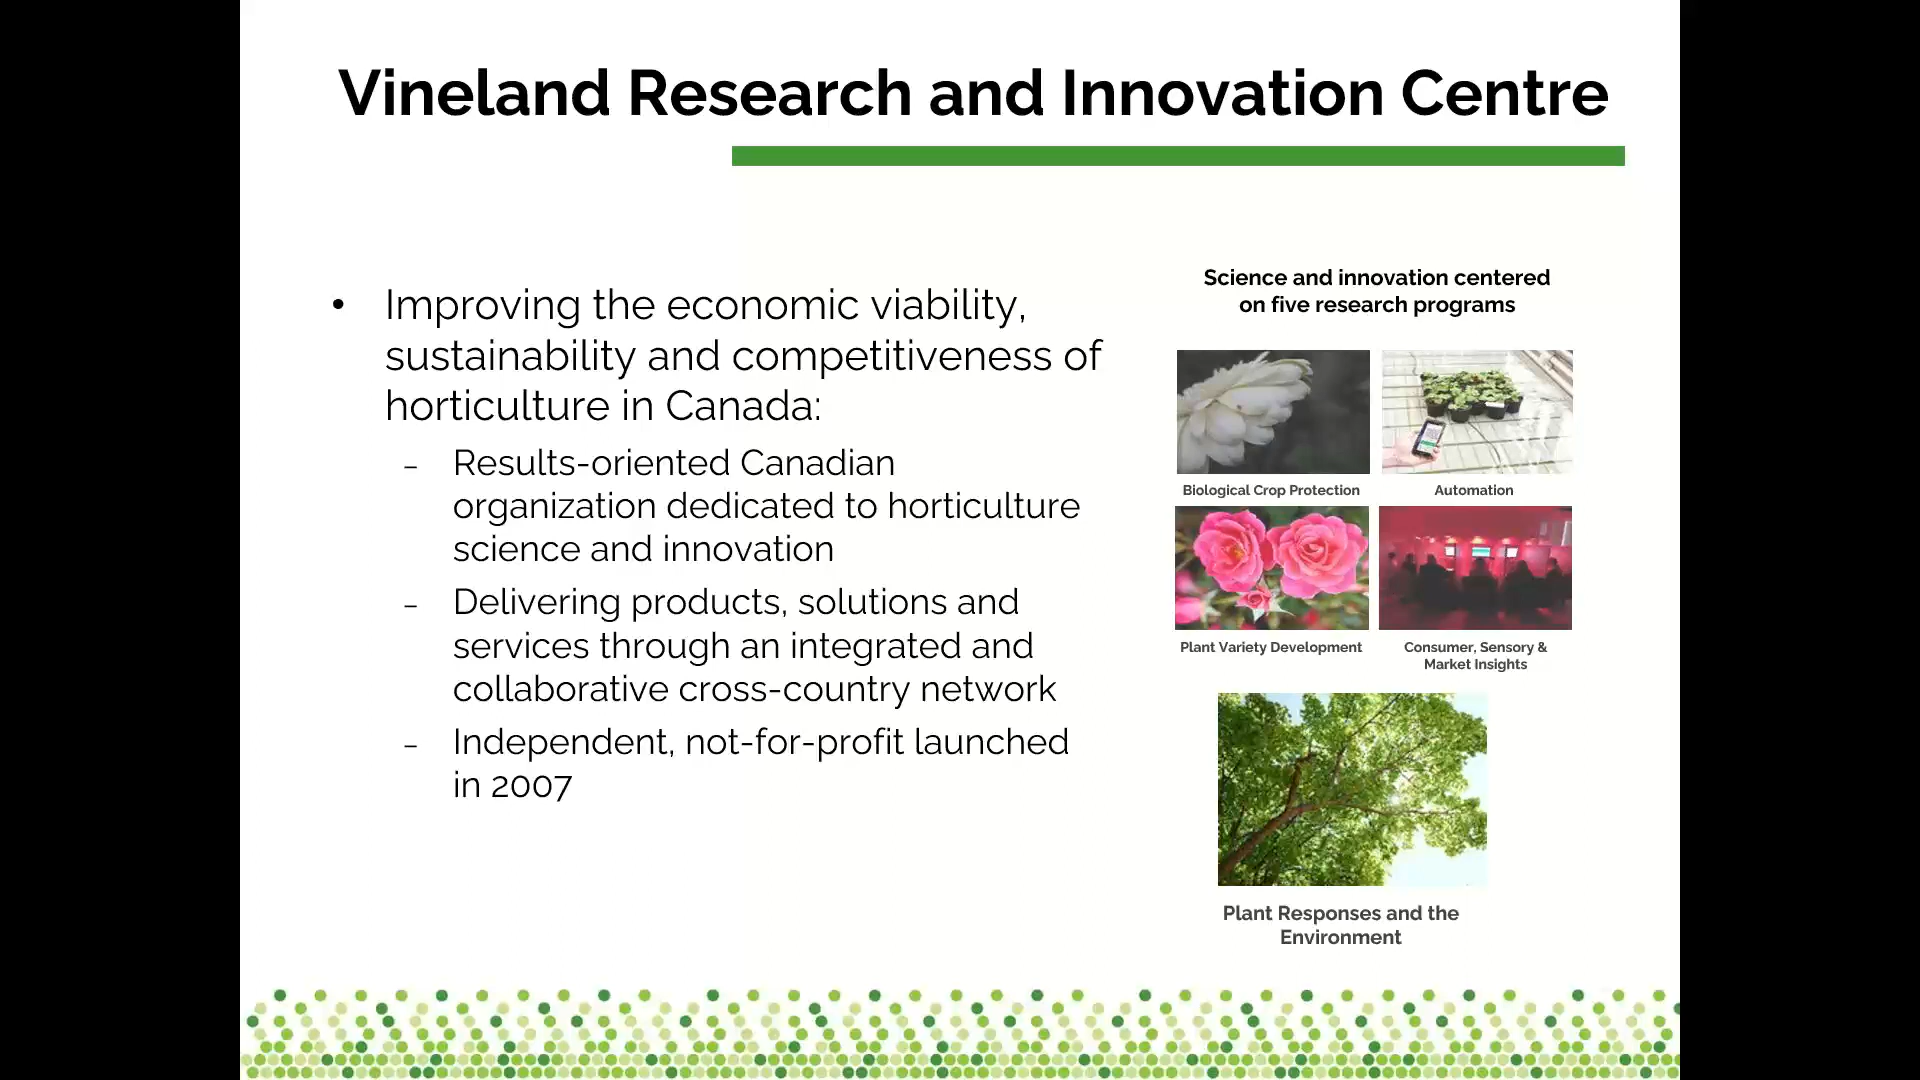 Vineland Research and Innovation Centre
• Improving the economic viability,
sustainability and competitiveness of
horticulture in Canada:
– Results-oriented Canadian
organization dedicated to horticulture
science and innovation
– Delivering products, solutions and
services through an integrated and
collaborative cross-country network
– Independent, not-for-profit launched
in 2007
Science and innovation centered
on five research programs
Biological Crop Protection
Automation
Plant Variety Development
Consumer, Sensory &
Market Insights
Plant Responses and the
Environment